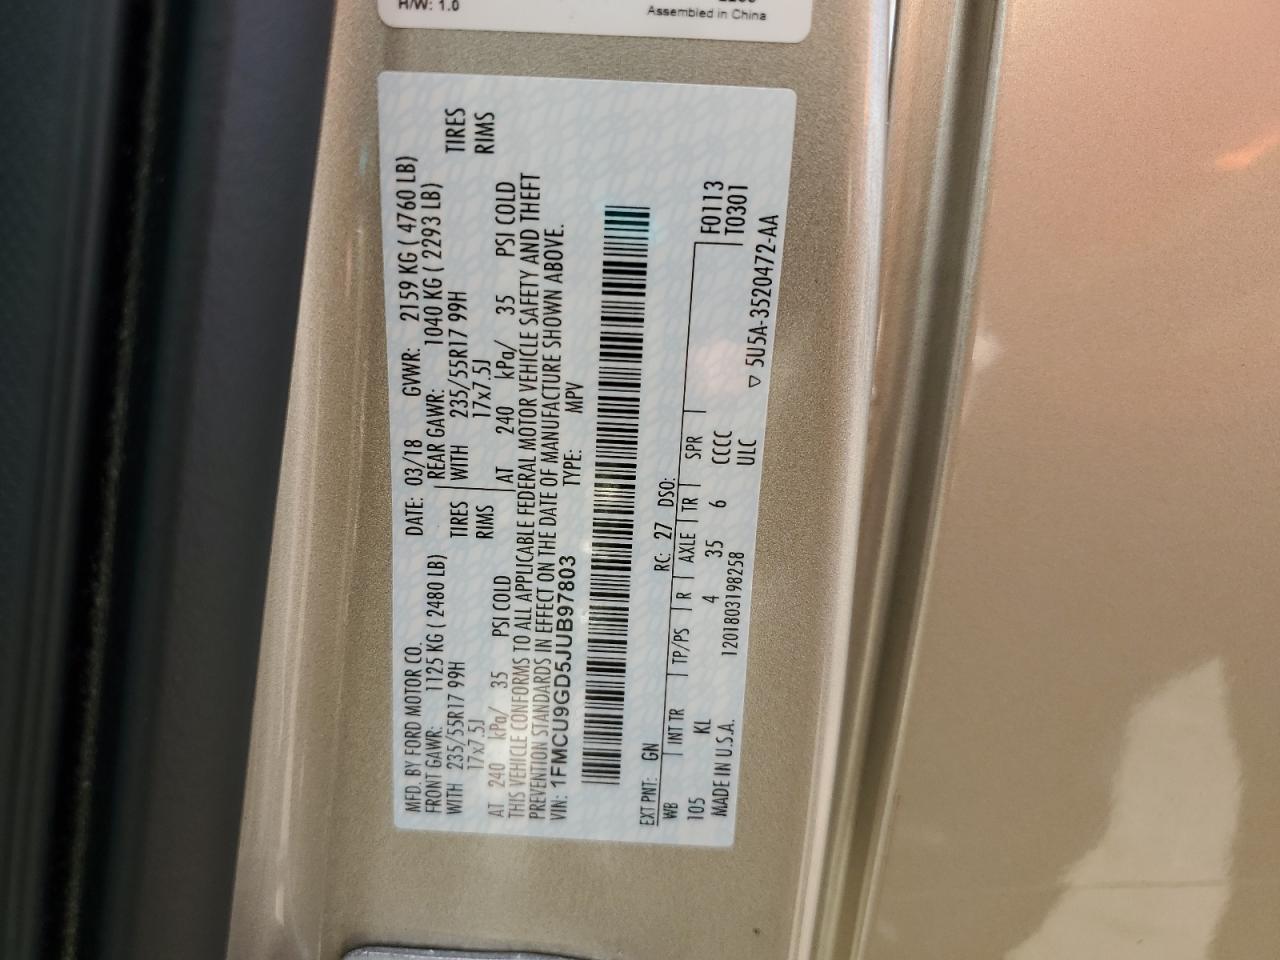 H/W: 1.0
Assembled in China
MFD. BY FORD MOTOR CO. DATE: 03/18 GVWR: 2159 KG ( 4760 LB)
FRONT GAWR: 1125 KG ( 2480 LB) REAR GAWR: 1040 KG ( 2293 LB)
WITH 235/55R17 99H TIRES WITH 235/55R17 99H TIRES
17x7.5J RIMS 17x7.5J RIMS
AT 240 kPa/ 35 PSI COLD AT 240 kPa/ 35 PSI COLD
THIS VEHICLE CONFORMS TO ALL APPLICABLE FEDERAL MOTOR VEHICLE SAFETY AND THEFT
PREVENTION STANDARDS IN EFFECT ON THE DATE OF MANUFACTURE SHOWN ABOVE.
VIN: 1FMCU9GD5JUB97803 TYPE: MPV
EXT PNT: GN RC: 27 DSO:
WB INT TR TP/PS R AXLE TR SPR F0113
105 KL 4 35 6 CCCC T0301
MADE IN U.S.A. 1201803198258 ULC
▽ 5U5A-3520472-AA